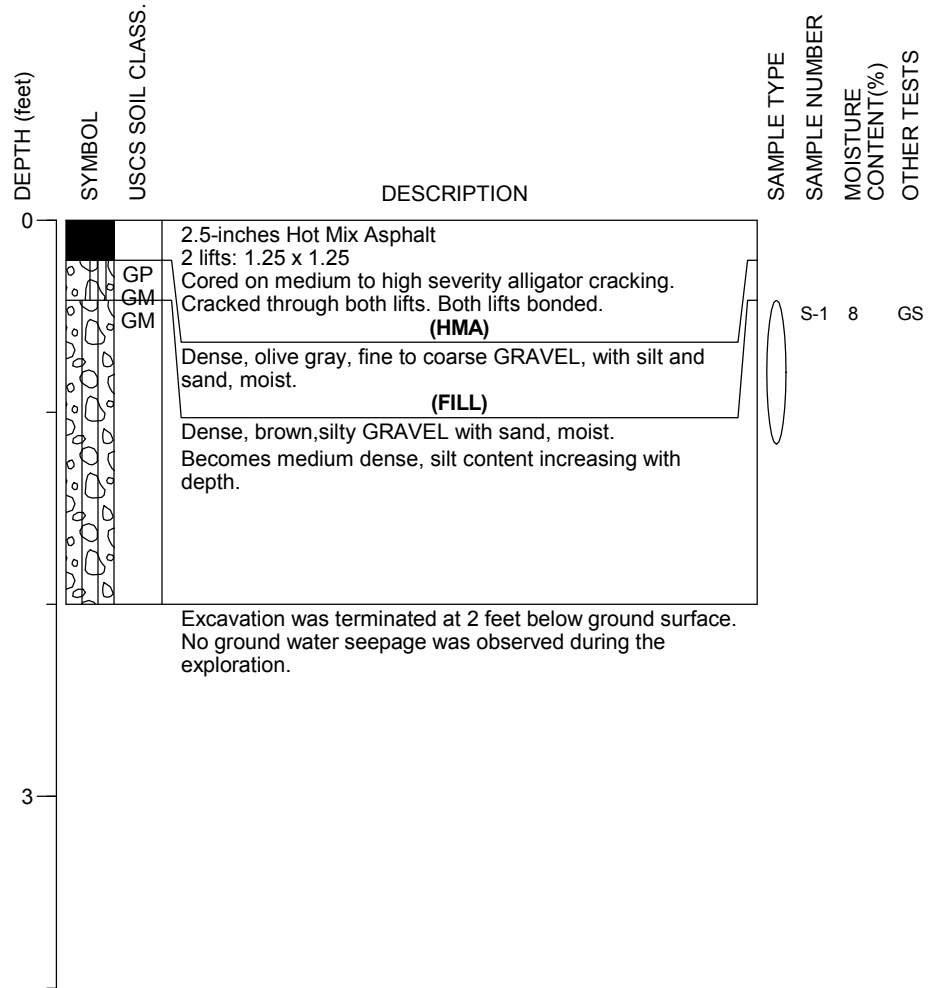 DEPTH (feet)
SYMBOL
USCS SOIL CLASS.
DESCRIPTION
SAMPLE TYPE
SAMPLE NUMBER
MOISTURE
CONTENT(%)
OTHER TESTS
0
2.5-inches Hot Mix Asphalt
2 lifts: 1.25 x 1.25
GP
Cored on medium to high severity alligator cracking.
GM
Cracked through both lifts. Both lifts bonded.
GM
S-1 8 GS
(HMA)
Dense, olive gray, fine to coarse GRAVEL, with silt and
sand, moist.
(FILL)
Dense, brown,silty GRAVEL with sand, moist.
Becomes medium dense, silt content increasing with
depth.
Excavation was terminated at 2 feet below ground surface.
No ground water seepage was observed during the
exploration.
3